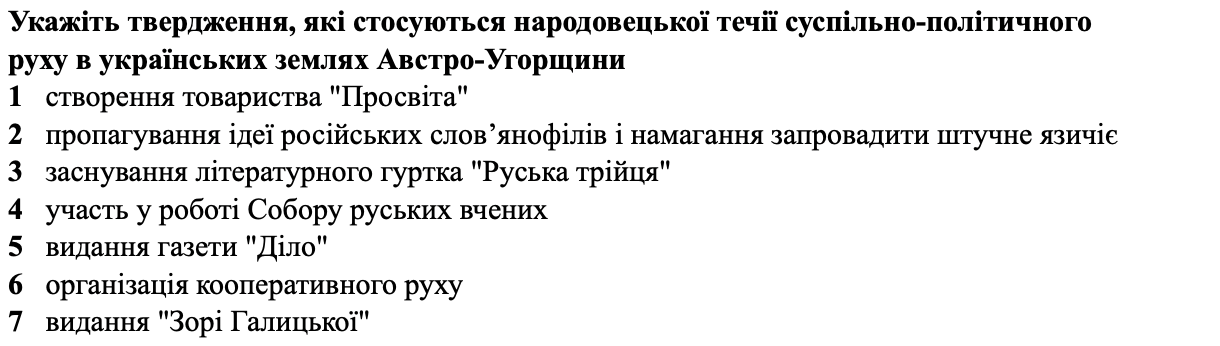 Укажіть твердження, які стосуються народовецької течії суспільно-політичного
руху в українських землях Австро-Угорщини
1 створення товариства "Просвіта"
2 пропагування ідеї російських слов’янофілів і намагання запровадити штучне язичіє
3 заснування літературного гуртка "Руська трійця"
4 участь у роботі Собору руських вчених
5 видання газети "Діло"
6 організація кооперативного руху
7 видання "Зорі Галицької"